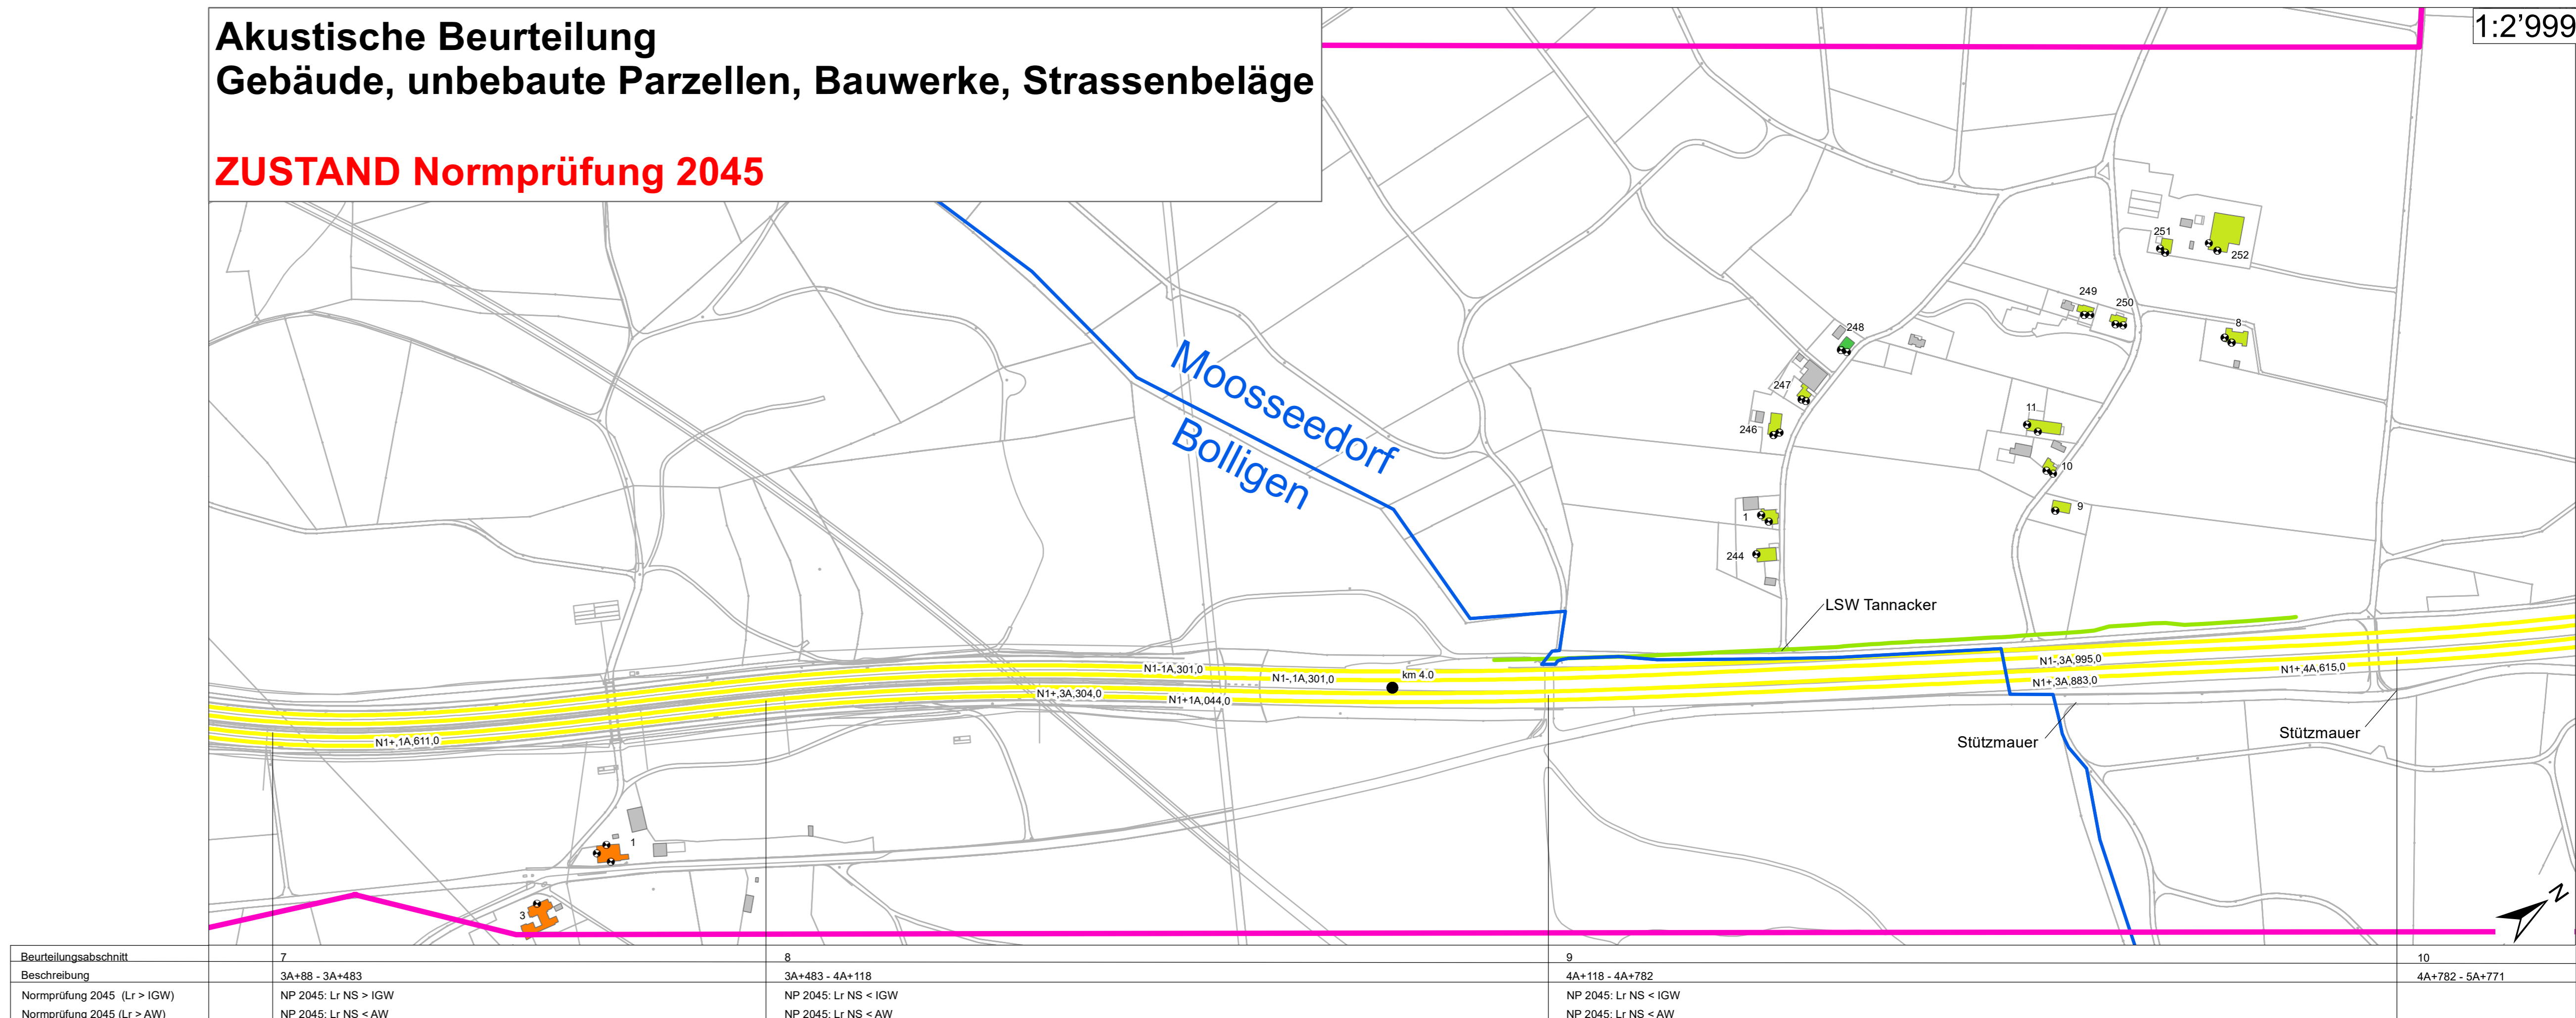 Akustische Beurteilung
Gebäude, unbebaute Parzellen, Bauwerke, Strassenbeläge
ZUSTAND Normprüfung 2045
1:2'999
251
252
249
250
248
8
247
246
11
10
9
1
244
Moosseedorf
Bolligen
LSW Tannacker
N1-1A,301,0
N1-,1A,301,0
km 4.0
N1-,3A,995,0
N1+,4A,615,0
N1+,3A,883,0
N1+,3A,304,0
N1+1A,044,0
N1+,1A,611,0
Stützmauer
Stützmauer
1
3
N
Beurteilungsabschnitt 7 8 9 10
Beschreibung 3A+88 - 3A+483 3A+483 - 4A+118 4A+118 - 4A+782 4A+782 - 5A+771
Normprüfung 2045 (Lr > IGW) NP 2045: Lr NS > IGW NP 2045: Lr NS < IGW NP 2045: Lr NS < IGW
Normprüfung 2045 (Lr > AW) NP 2045: Lr NS < AW NP 2045: Lr NS < AW NP 2045: Lr NS < AW